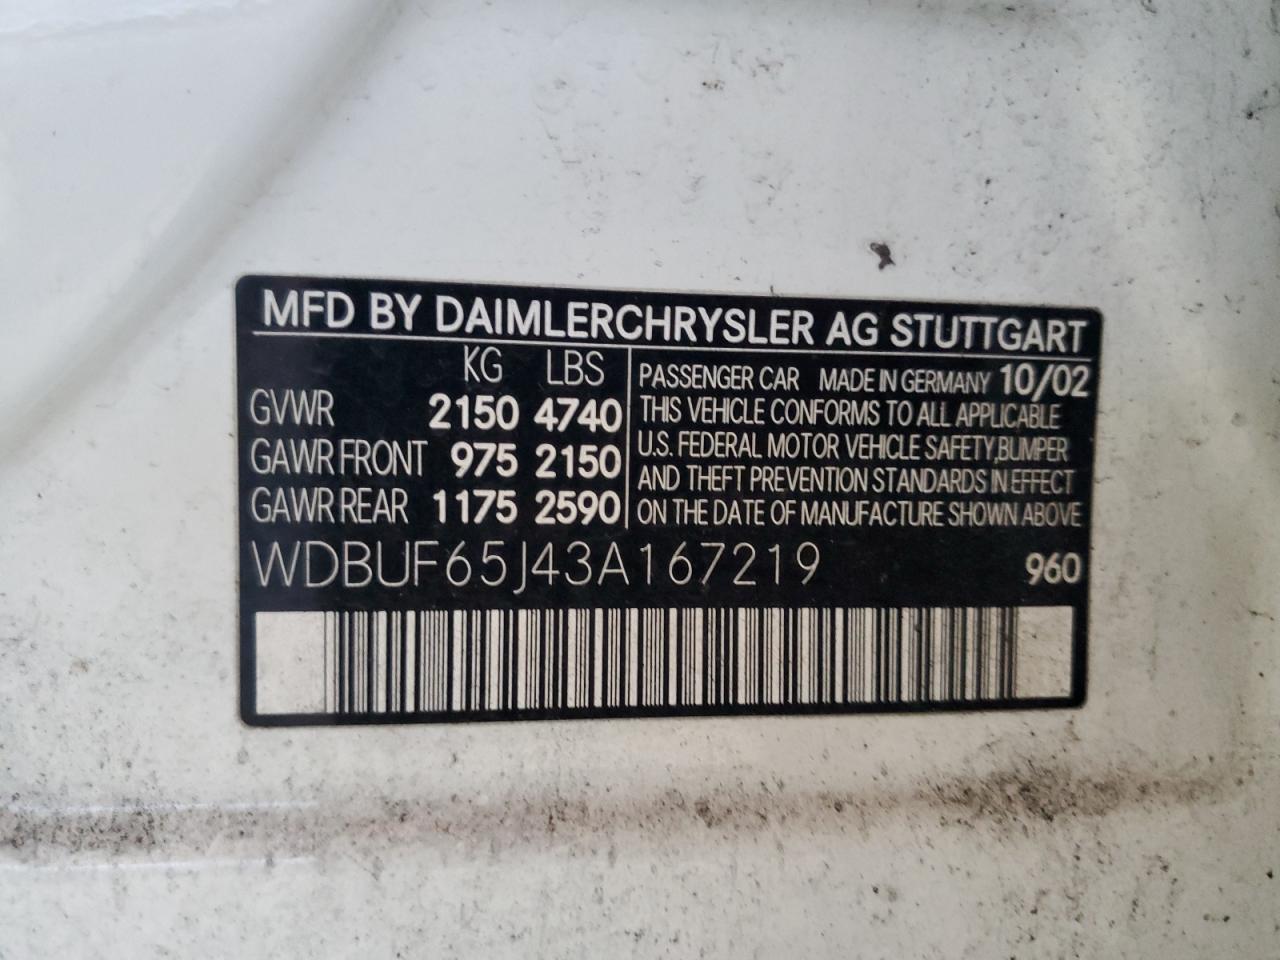 MFD BY DAIMLERCHRYSLER AG STUTTGART
KG LBS
GVWR 2150 4740
GAWR FRONT 975 2150
GAWR REAR 1175 2590
PASSENGER CAR MADE IN GERMANY 10/02
THIS VEHICLE CONFORMS TO ALL APPLICABLE
U.S. FEDERAL MOTOR VEHICLE SAFETY,BUMPER
AND THEFT PREVENTION STANDARDS IN EFFECT
ON THE DATE OF MANUFACTURE SHOWN ABOVE
WDBUF65J43A167219 960